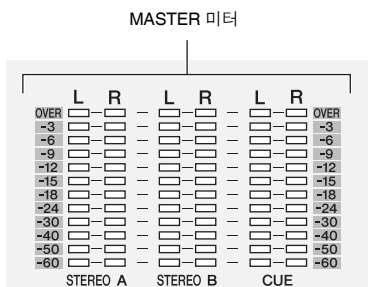 MASTER 미터
L R L R L R
OVER OVER
-3 -3
-6 -6
-9 -9
-12 -12
-15 -15
-18 -18
-24 -24
-30 -30
-40 -40
-50 -50
-60 -60
STEREO A STEREO B CUE